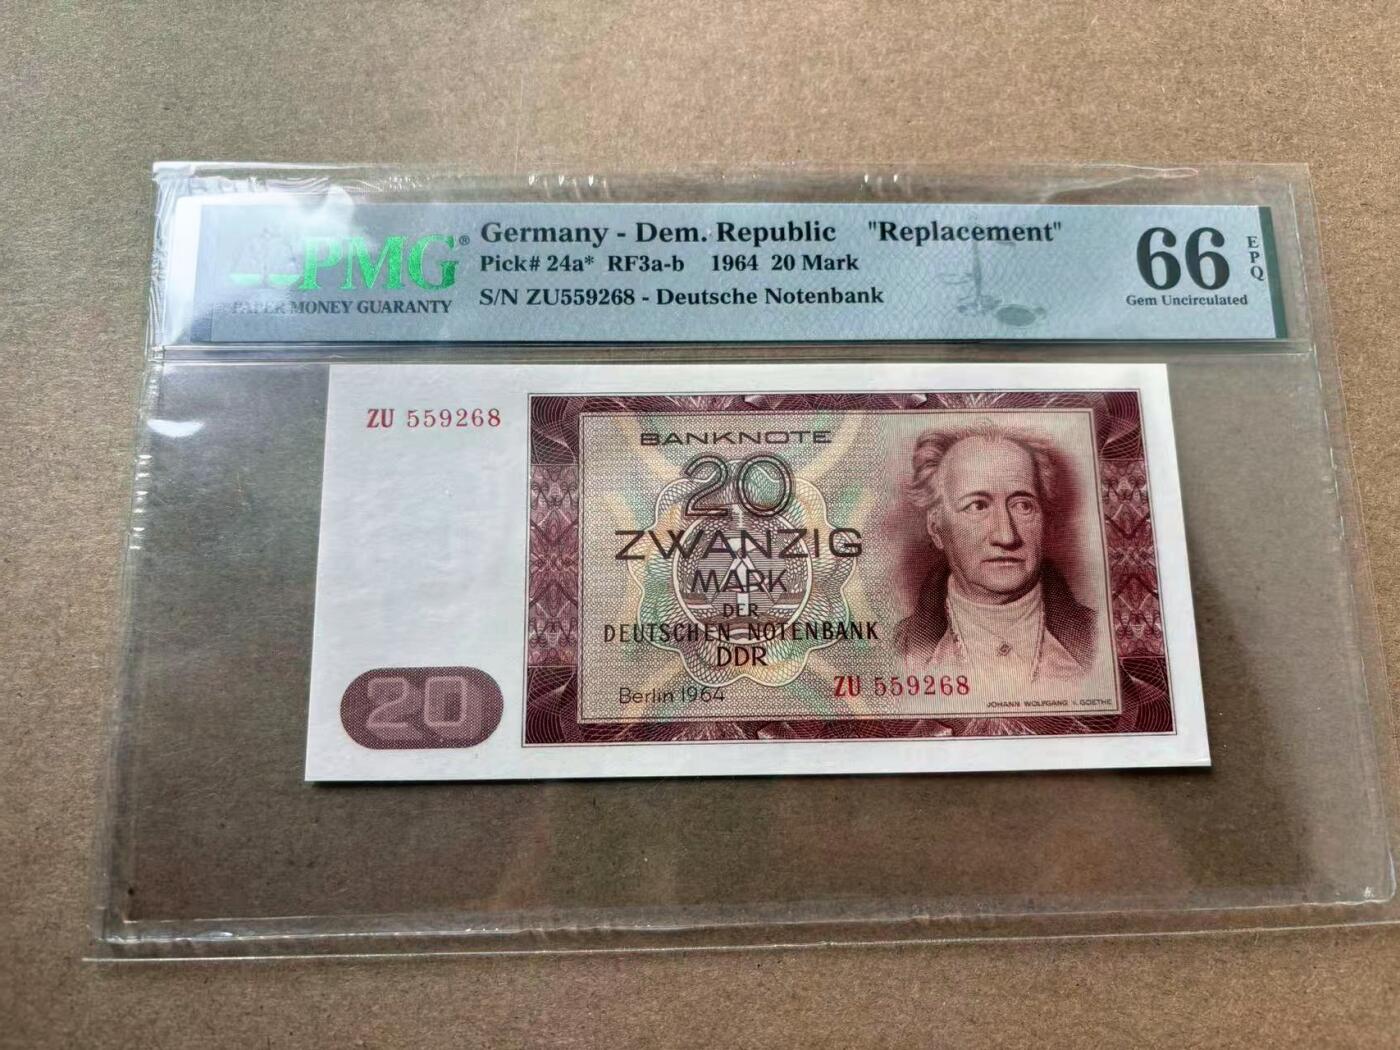 PMG®
PAPER MONEY GUARANTY
Germany - Dem. Republic "Replacement"
Pick# 24a* RF3a-b 1964 20 Mark
S/N ZU559268 - Deutsche Notenbank
66
EPQ
Gem Uncirculated
ZU 559268
BANKNOTE
20
ZWANZIG
MARK
DER
DEUTSCHEN NOTENBANK
DDR
Berlin 1964
ZU 559268
JOHANN WOLFGANG v. GOETHE
20